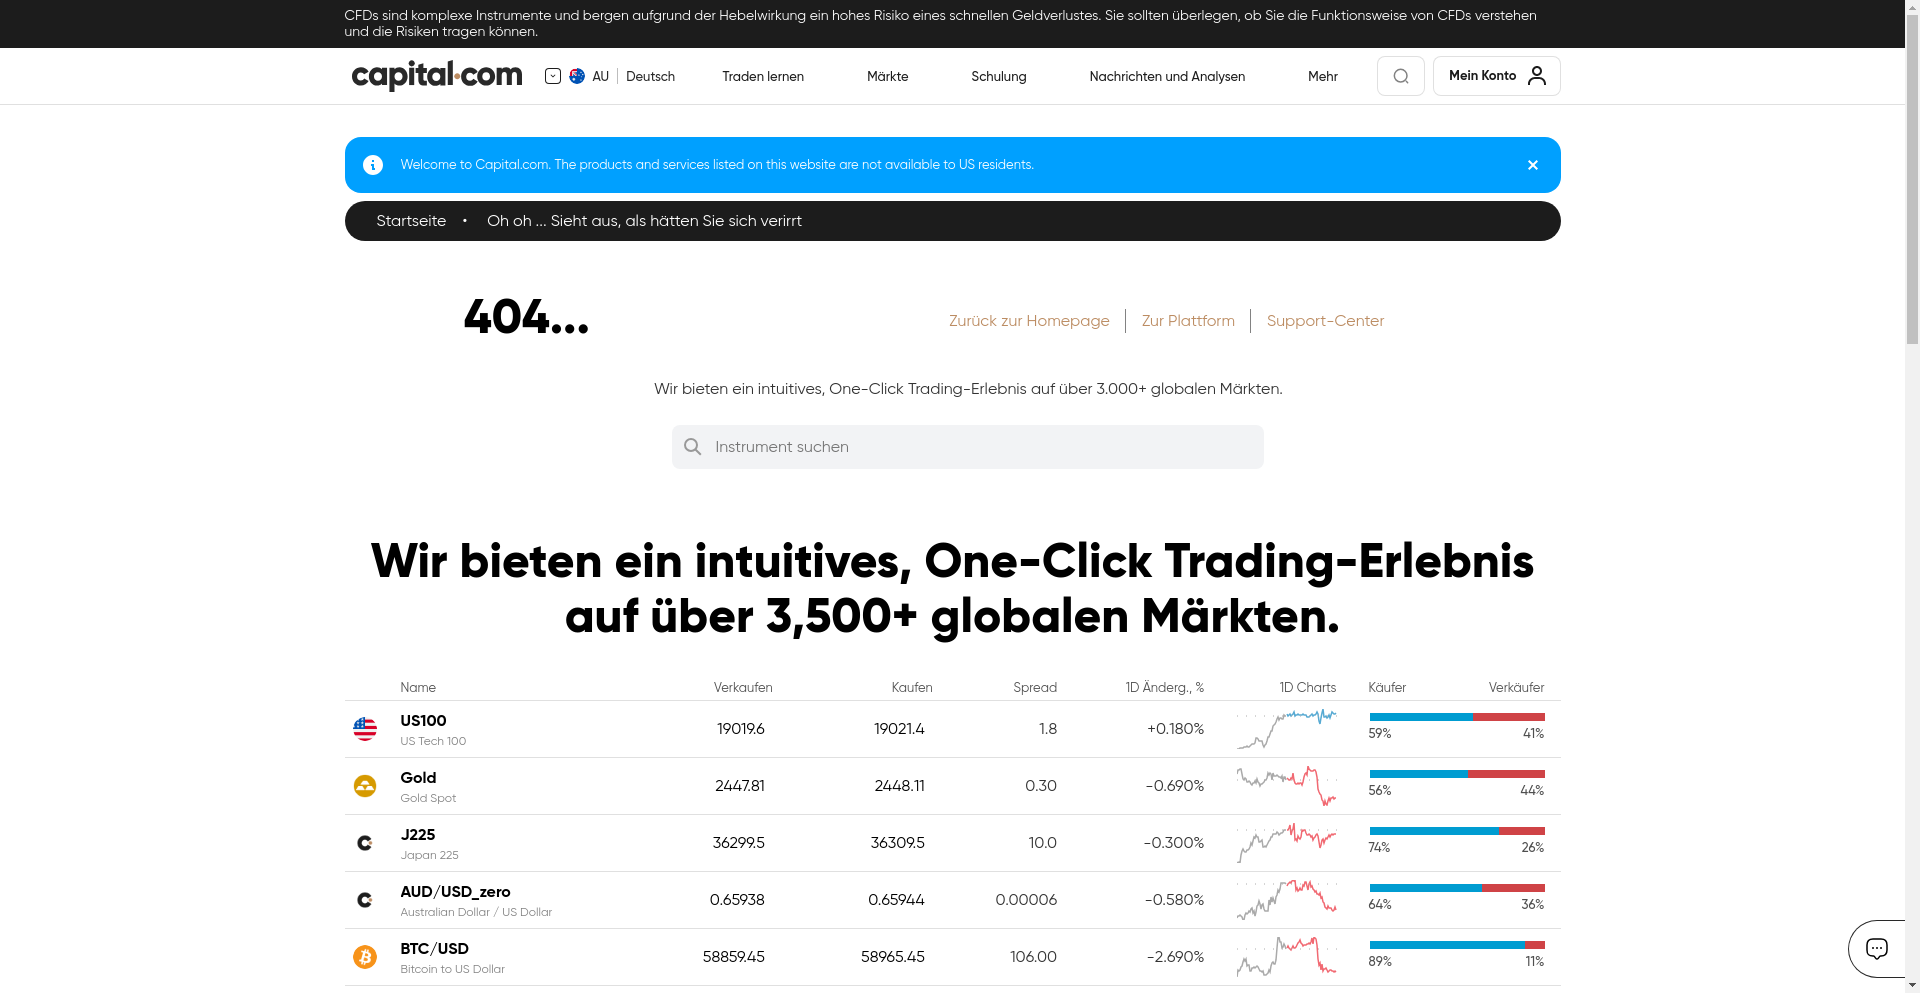 CFDs sind komplexe Instrumente und bergen aufgrund der Hebelwirkung ein hohes Risiko eines schnellen Geldverlustes. Sie sollten überlegen, ob Sie die Funktionsweise von CFDs verstehen
und die Risiken tragen können.
capital.com AU Deutsch Traden lernen Märkte Schulung Nachrichten und Analysen Mehr Mein Konto
Welcome to Capital.com. The products and services listed on this website are not available to US residents.
Startseite • Oh oh ... Sieht aus, als hätten Sie sich verirrt
404... Zurück zur Homepage Zur Plattform Support-Center
Wir bieten ein intuitives, One-Click Trading-Erlebnis auf über 3.000+ globalen Märkten.
Instrument suchen
Wir bieten ein intuitives, One-Click Trading-Erlebnis
auf über 3,500+ globalen Märkten.
Name Verkaufen Kaufen Spread 1D Änderg., % 1D Charts Käufer Verkäufer
US100 19019.6 19021.4 1.8 +0.180% 59% 41%
US Tech 100
Gold 2447.81 2448.11 0.30 -0.690% 56% 44%
Gold Spot
J225 36299.5 36309.5 10.0 -0.300% 74% 26%
Japan 225
AUD/USD_zero 0.65938 0.65944 0.00006 -0.580% 64% 36%
Australian Dollar / US Dollar
BTC/USD 58859.45 58965.45 106.00 -2.690% 89% 11%
Bitcoin to US Dollar